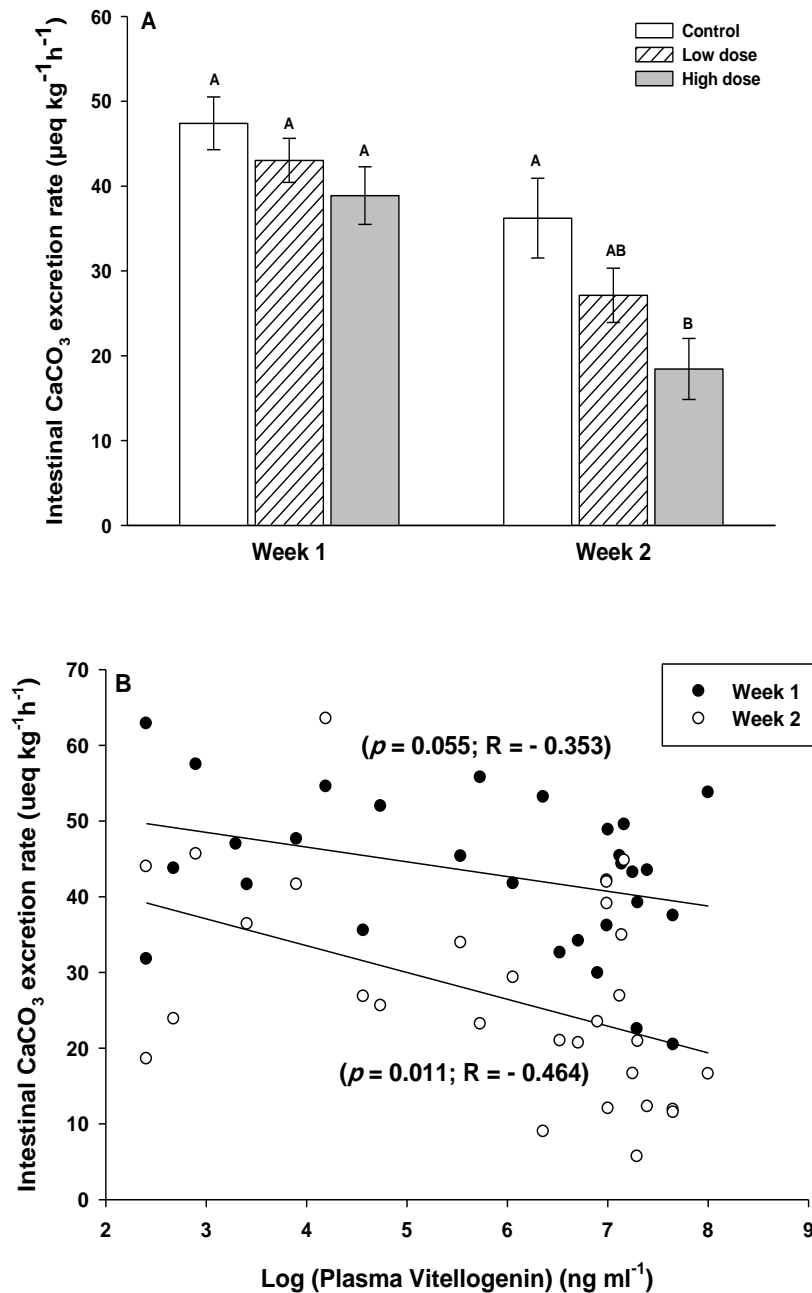 A
Control
Low dose
High dose
Intestinal CaCO3 excretion rate (µeq kg-1h-1)
60
50
40
30
20
10
0
A
A
A
A
AB
B
Week 1
Week 2
B
Week 1
Week 2
(p = 0.055; R = - 0.353)
(p = 0.011; R = - 0.464)
Intestinal CaCO3 excretion rate (ueq kg-1h-1)
70
60
50
40
30
20
10
0
2 3 4 5 6 7 8 9
Log (Plasma Vitellogenin) (ng ml-1)